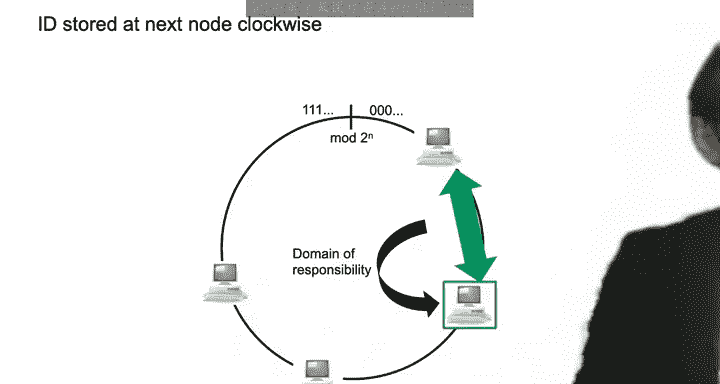 ID stored at next node clockwise
111... 000...
mod 2ⁿ
Domain of
responsibility